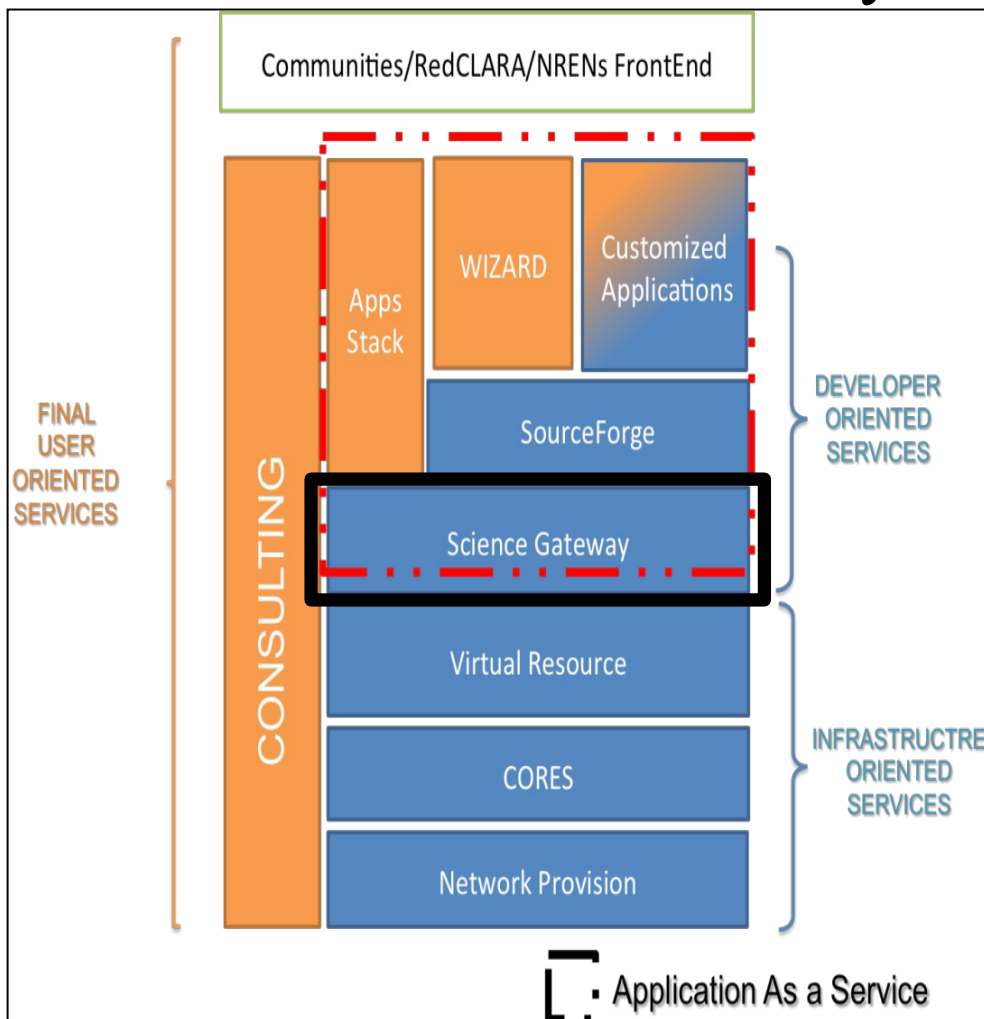 Communities/RedCLARA/NRENs FrontEnd
WIZARD
Customized
Applications
Apps
Stack
SourceForge
DEVELOPER
ORIENTED
SERVICES
FINAL
USER
ORIENTED
SERVICES
CONSULTING
Science Gateway
Virtual Resource
INFRASTRUCTRE
ORIENTED
SERVICES
CORES
Network Provision
Application As a Service